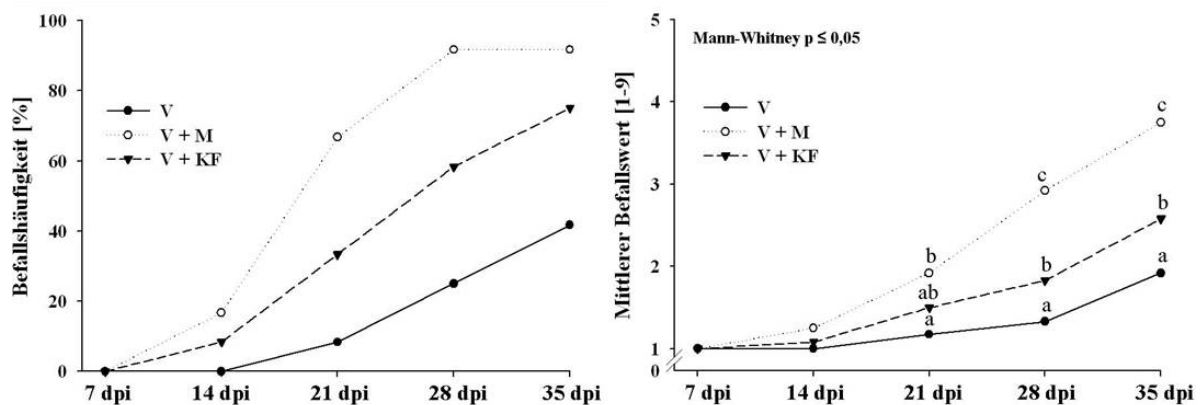 Befallshäufigkeit [%]
100
80
60
40
20
0
V
V + M
V + KF
7 dpi
14 dpi
21 dpi
28 dpi
35 dpi
Mittlerer Befallswert [1-9]
5
4
3
2
1
0
Mann-Whitney p ≤ 0,05
V
V + M
V + KF
b
ab
a
c
b
a
c
b
a
7 dpi
14 dpi
21 dpi
28 dpi
35 dpi